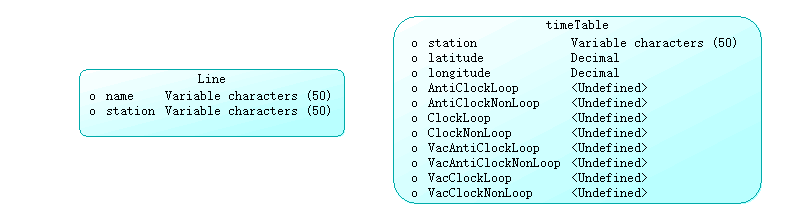 Line
o name Variable characters (50)
o station Variable characters (50)
timeTable
o station Variable characters (50)
o latitude Decimal
o longitude Decimal
o AntiClockLoop <Undefined>
o AntiClockNonLoop <Undefined>
o ClockLoop <Undefined>
o ClockNonLoop <Undefined>
o VacAntiClockLoop <Undefined>
o VacAntiClockNonLoop <Undefined>
o VacClockLoop <Undefined>
o VacClockNonLoop <Undefined>